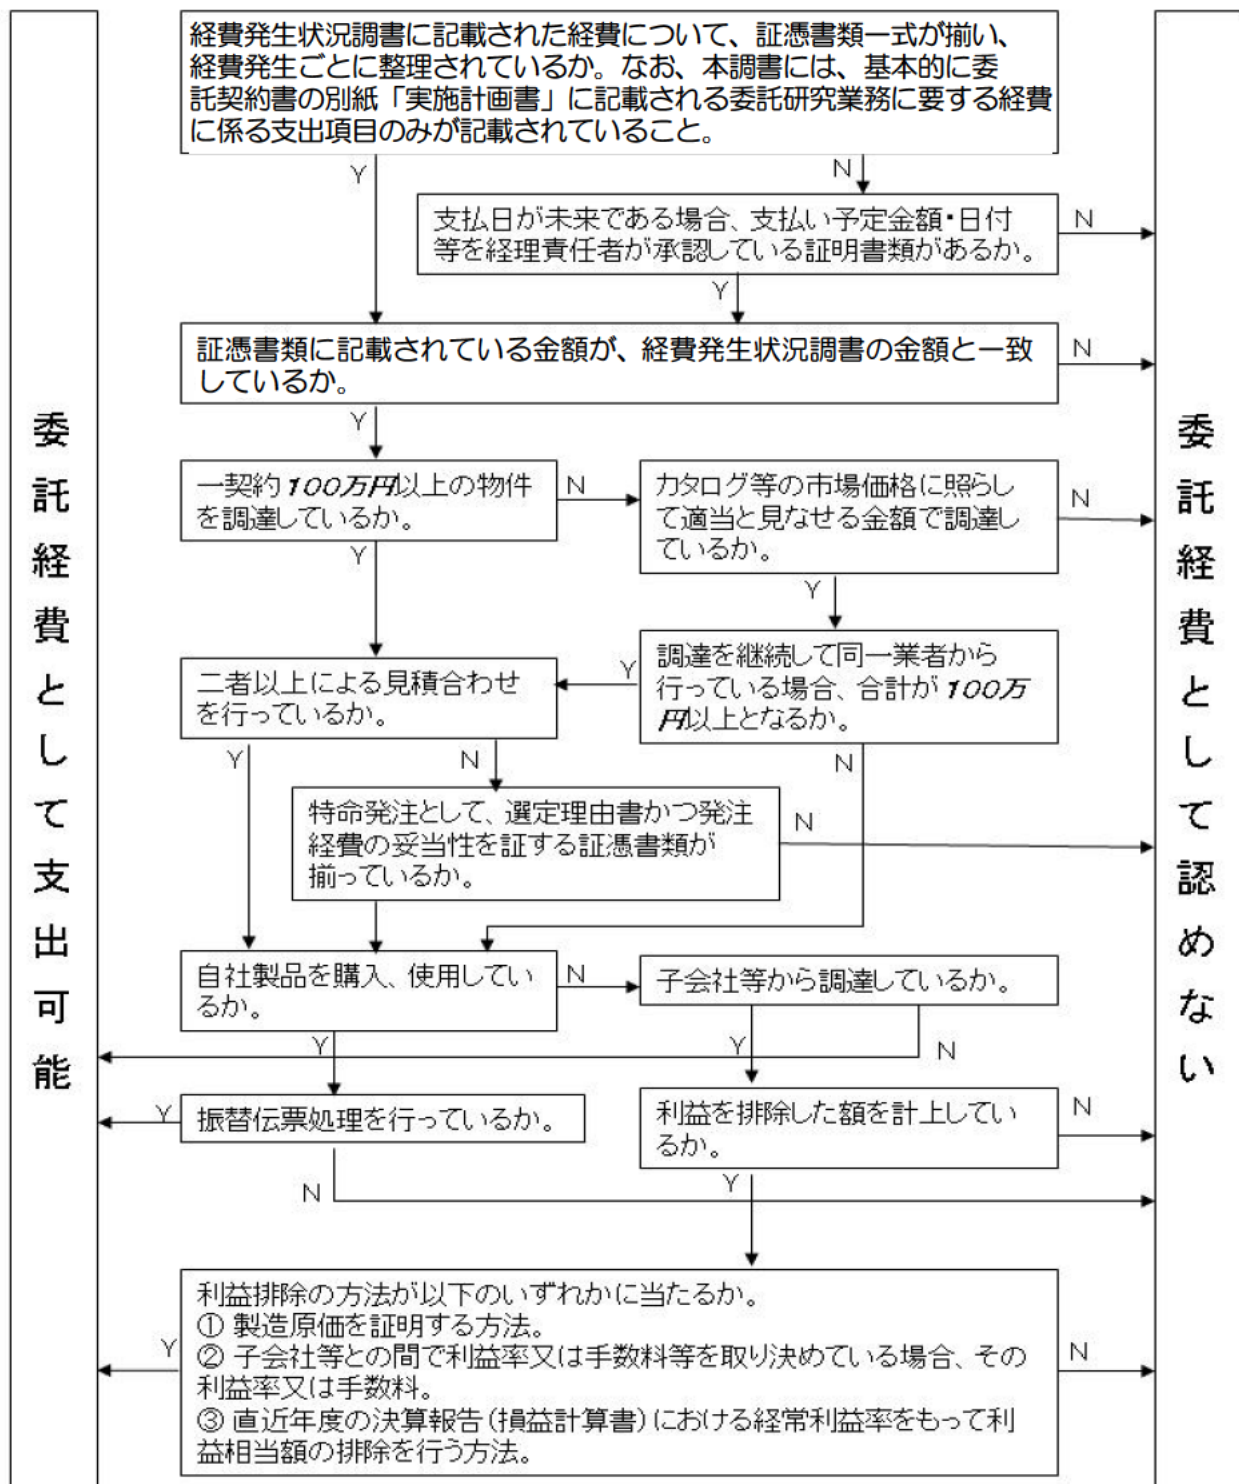 経費発生状況調書に記載された経費について、証憑書類一式が揃い、
経費発生ごとに整理されているか。なお、本調書には、基本的に委
託契約書の別紙「実施計画書」に記載される委託研究業務に要する経費
に係る支出項目のみが記載されていること。
Y
N
支払日が未来である場合、支払い予定金額・日付
等を経理責任者が承認している証明書類があるか。
N
Y
証憑書類に記載されている金額が、経費発生状況調書の金額と一致
しているか。
N
Y
一契約100万円以上の物件
を調達しているか。
N
カタログ等の市場価格に照らし
て適当と見なせる金額で調達し
ているか。
N
Y
Y
二者以上による見積合わせ
を行っているか。
Y
調達を継続して同一業者から
行っている場合、合計が100万
円以上となるか。
Y
N
N
特命発注として、選定理由書かつ発注
経費の妥当性を証する証憑書類が
揃っているか。
N
自社製品を購入、使用してい
るか。
N
子会社等から調達しているか。
Y
Y
N
振替伝票処理を行っているか。
Y
利益を排除した額を計上してい
るか。
N
N
Y
利益排除の方法が以下のいずれかに当たるか。
① 製造原価を証明する方法。
② 子会社等との間で利益率又は手数料等を取り決めている場合、その
利益率又は手数料。
③ 直近年度の決算報告(損益計算書)における経常利益率をもって利
益相当額の排除を行う方法。
Y
N
委託経費として支出可能
委託経費として認めない